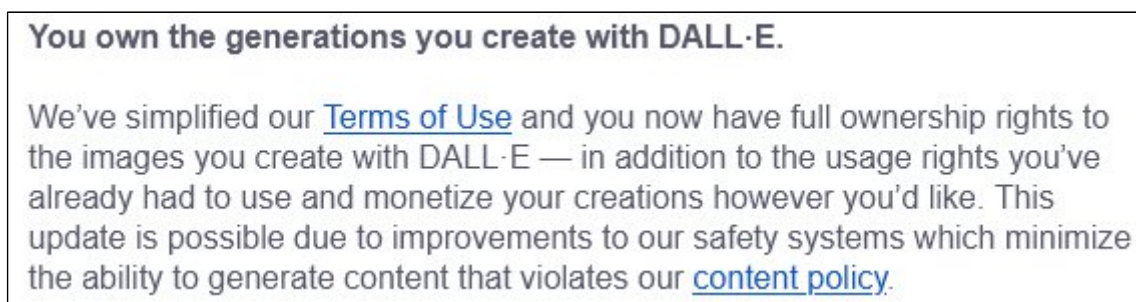 You own the generations you create with DALL·E.
We've simplified our Terms of Use and you now have full ownership rights to
the images you create with DALL·E — in addition to the usage rights you've
already had to use and monetize your creations however you'd like. This
update is possible due to improvements to our safety systems which minimize
the ability to generate content that violates our content policy.